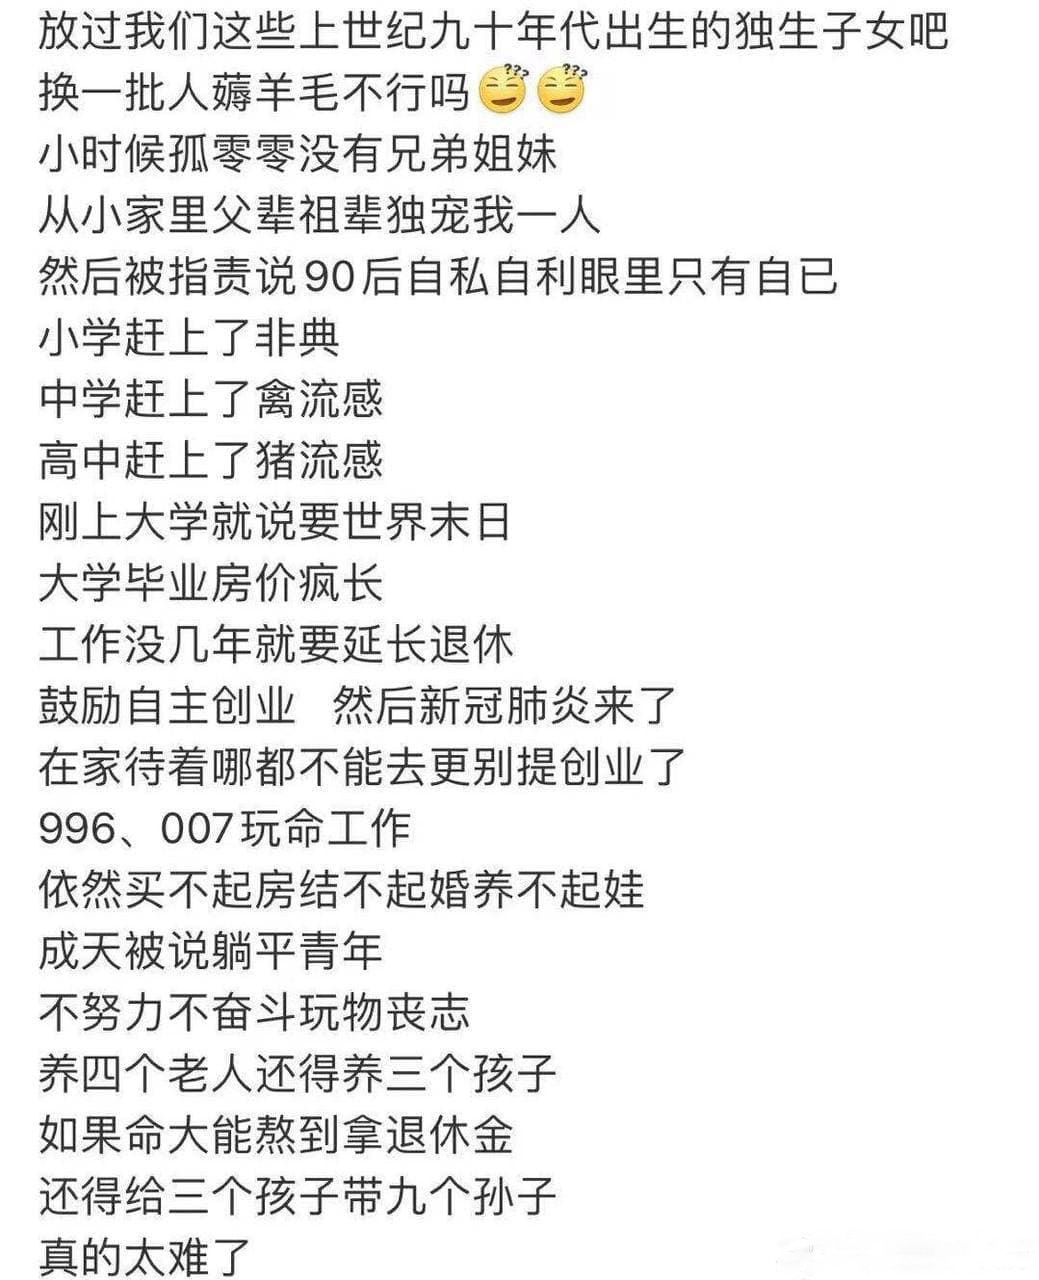 放过我们这些上世纪九十年代出生的独生子女吧
换一批人薅羊毛不行吗
小时候孤零零没有兄弟姐妹
从小家里父辈祖辈独宠我一人
然后被指责说90后自私自利眼里只有自已
小学赶上了非典
中学赶上了禽流感
高中赶上了猪流感
刚上大学就说要世界末日
大学毕业房价疯长
工作没几年就要延长退休
鼓励自主创业 然后新冠肺炎来了
在家待着哪都不能去更别提创业了
996、007玩命工作
依然买不起房结不起婚养不起娃
成天被说躺平青年
不努力不奋斗玩物丧志
养四个老人还得养三个孩子
如果命大能熬到拿退休金
还得给三个孩子带九个孙子
真的太难了